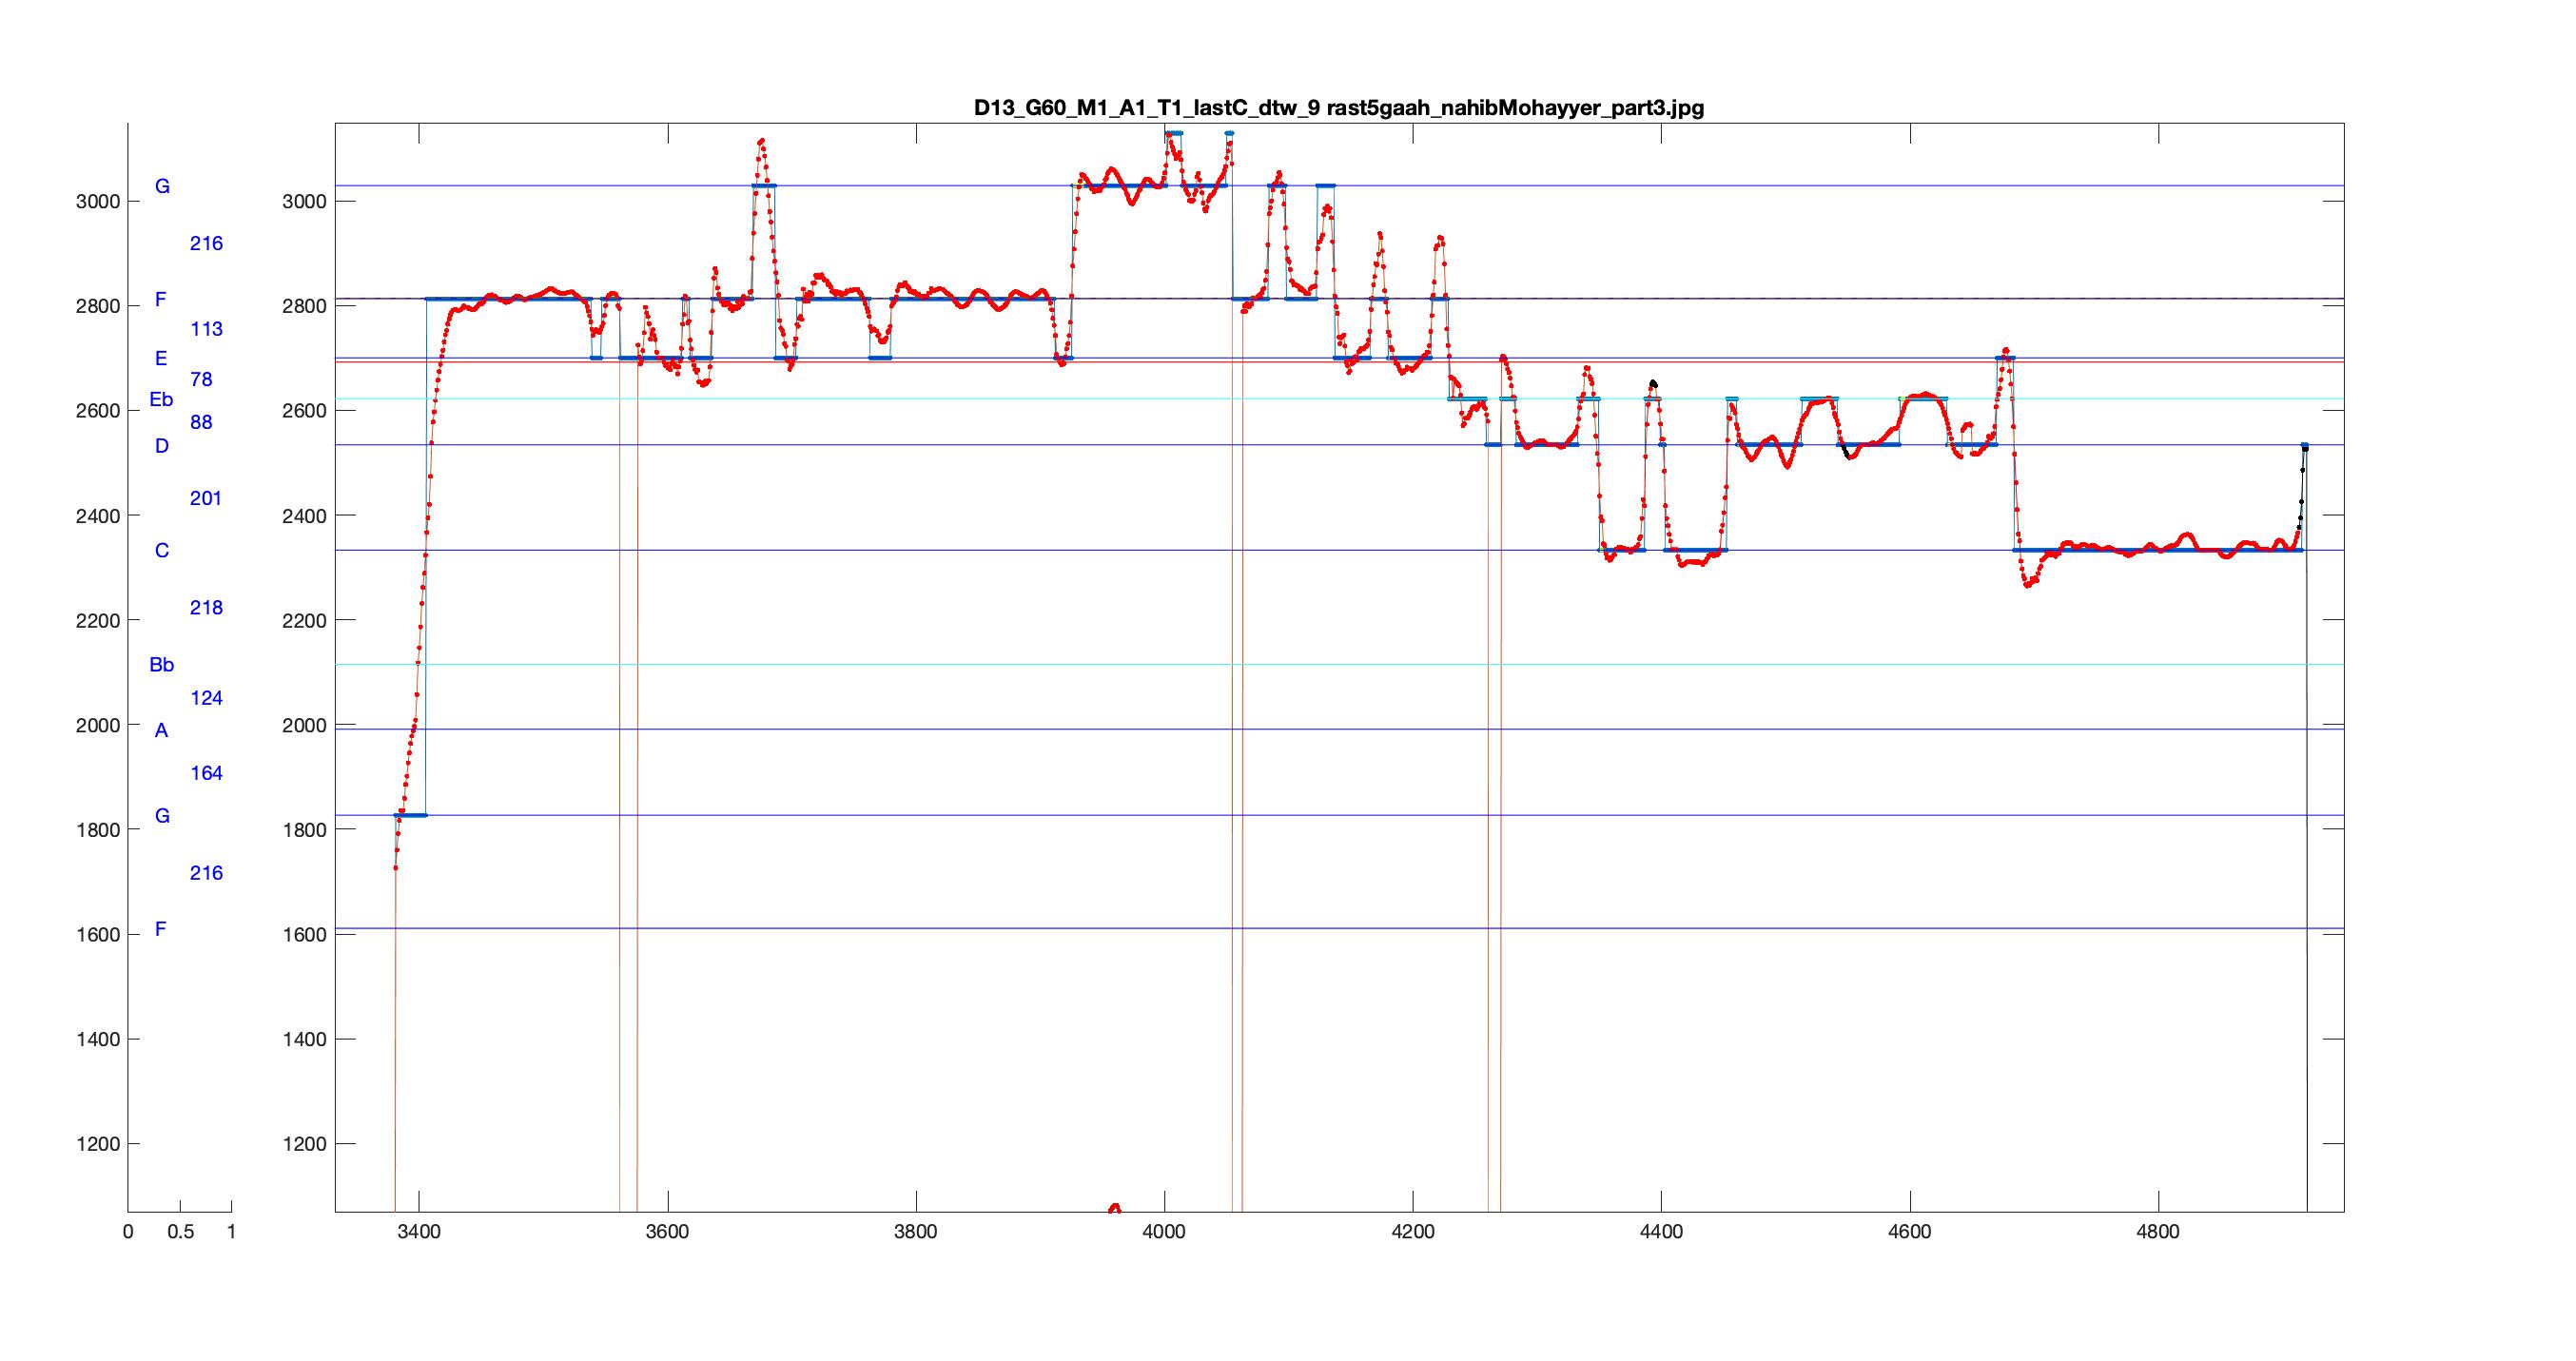 D13_G60_M1_A1_T1_lastC_dtw_9 rast5gaah_nahibMohayyer_part3.jpg
G
3000 3000
216
F
2800 2800
113
E
78
Eb
2600 2600
88
D
201
2400 2400
C
218
2200 2200
Bb
124
2000 2000
A
164
G
1800 1800
216
F
1600 1600
1400 1400
1200 1200
0 0.5 1 3400 3600 3800 4000 4200 4400 4600 4800